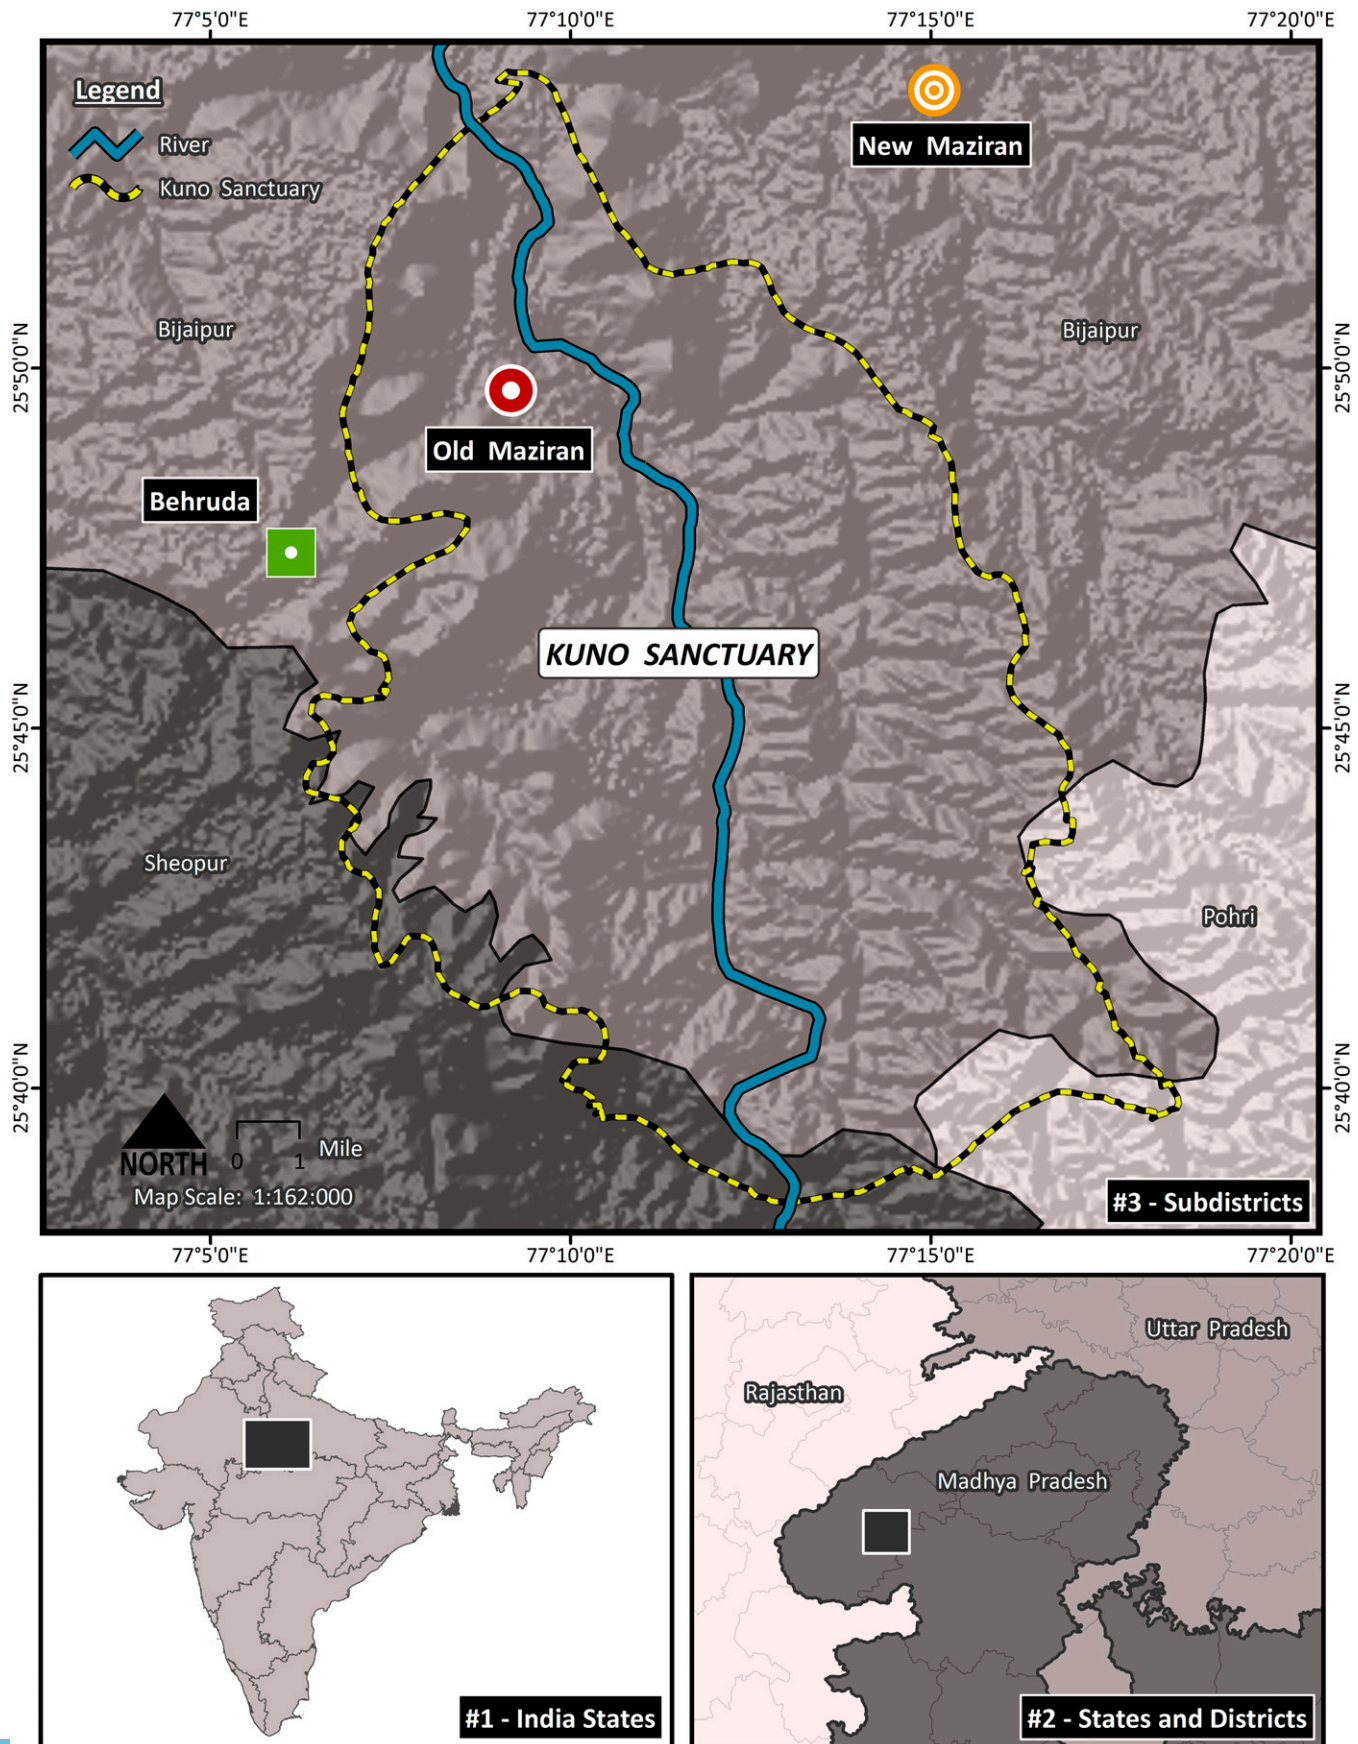 77°5'0"E 77°10'0"E 77°15'0"E 77°20'0"E
Legend
River
Kuno Sanctuary
New Maziran
Bijaipur
Bijaipur
25°50'0"N
25°50'0"N
Old Maziran
Behruda
KUNO SANCTUARY
25°45'0"N
25°45'0"N
Sheopur
Pohri
25°40'0"N
25°40'0"N
NORTH
0 1 Mile
Map Scale: 1:162:000
#3 - Subdistricts
77°5'0"E 77°10'0"E 77°15'0"E 77°20'0"E
#1 - India States
Uttar Pradesh
Rajasthan
Madhya Pradesh
#2 - States and Districts